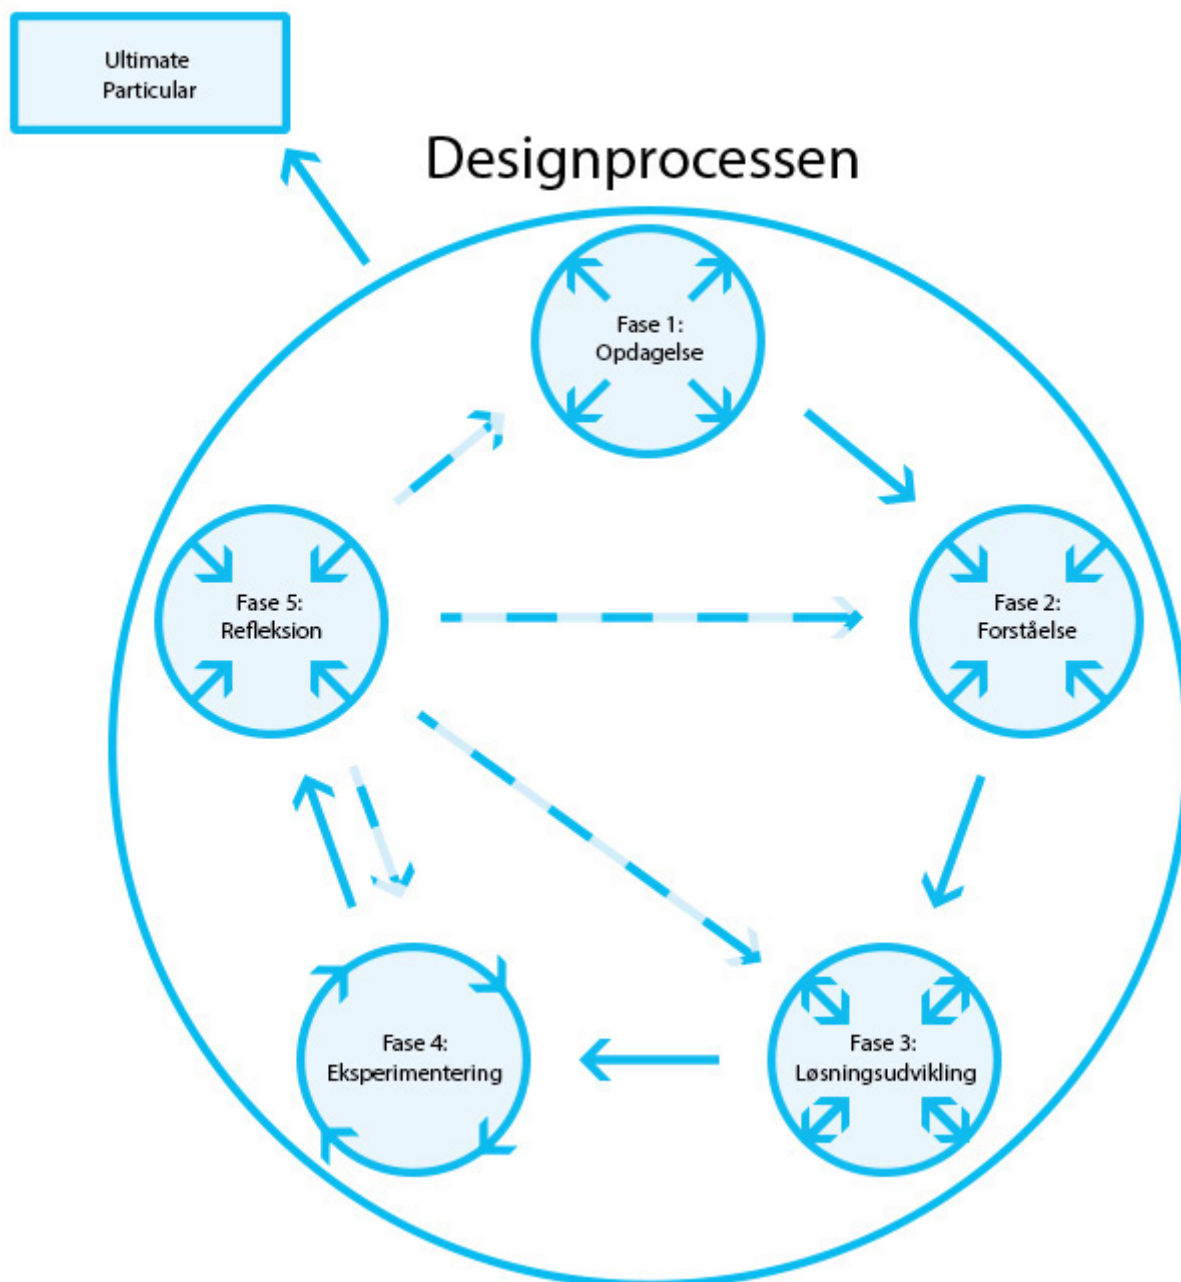 Ultimate
Particular
Designprocessen
Fase 1:
Opdagelse
Fase 5:
Refleksion
Fase 2:
Forståelse
Fase 4:
Eksperimentering
Fase 3:
Løsningsudvikling